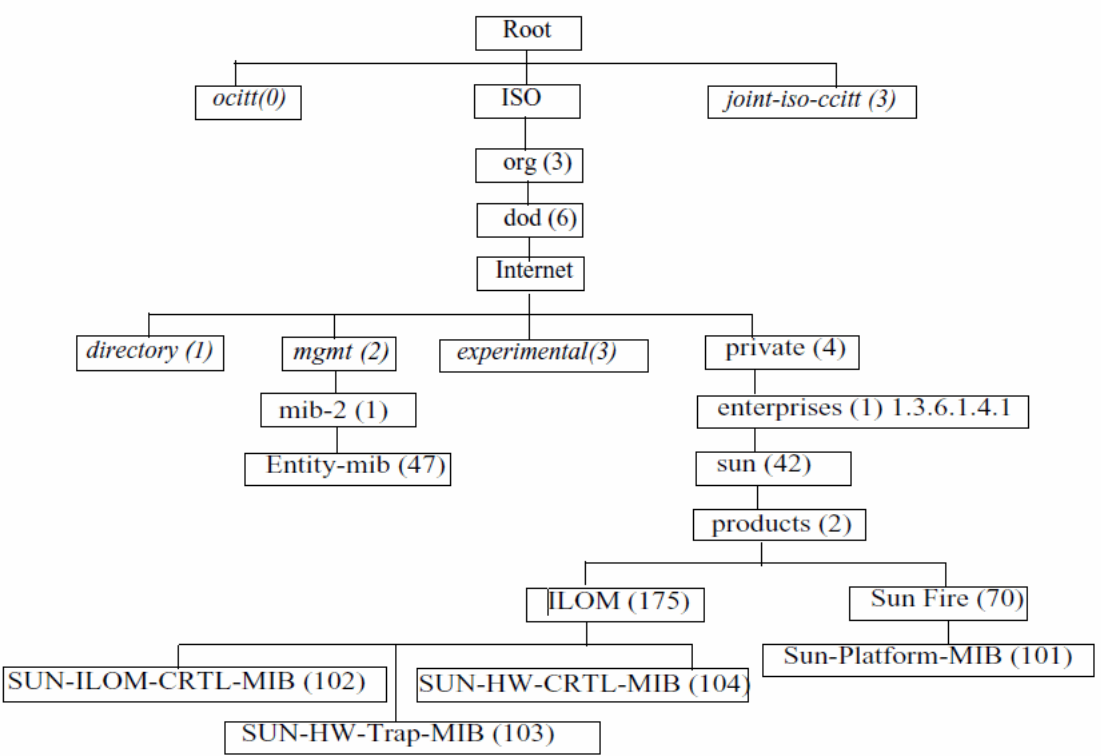 Root
ocitt(0)
ISO
joint-iso-ccitt (3)
org (3)
dod (6)
Internet
directory (1)
mgmt (2)
experimental(3)
private (4)
mib-2 (1)
enterprises (1) 1.3.6.1.4.1
Entity-mib (47)
sun (42)
products (2)
ILOM (175)
Sun Fire (70)
Sun-Platform-MIB (101)
SUN-ILOM-CRTL-MIB (102)
SUN-HW-CRTL-MIB (104)
SUN-HW-Trap-MIB (103)